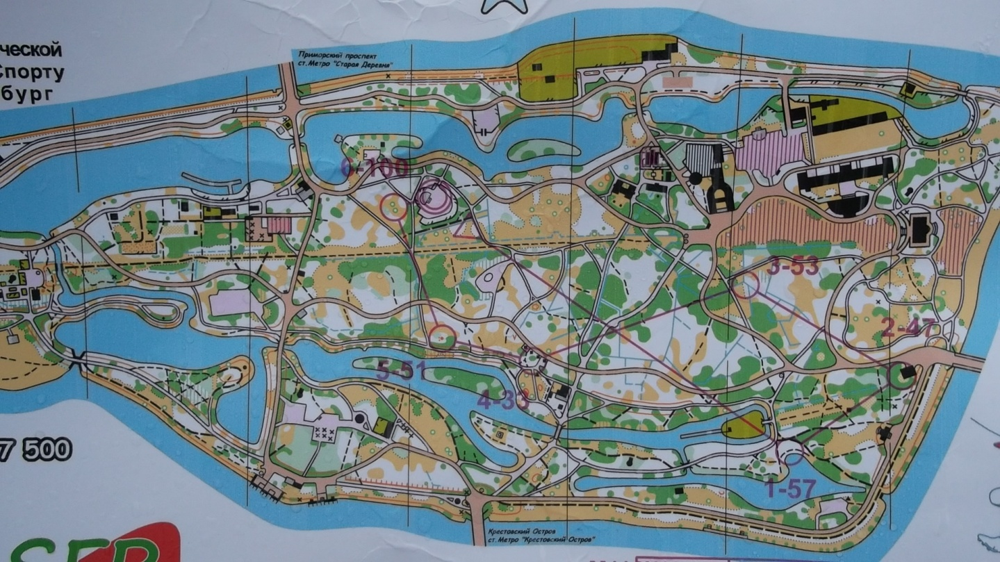 ческой
Спорту
бург
Приморский проспект
ст.Метро "Старая Деревня"
6-100
3-53
2-47
5-51
4-33
1-57
7 500
Крестовский Остров
ст.Метро "Крестовский Остров"
SFR